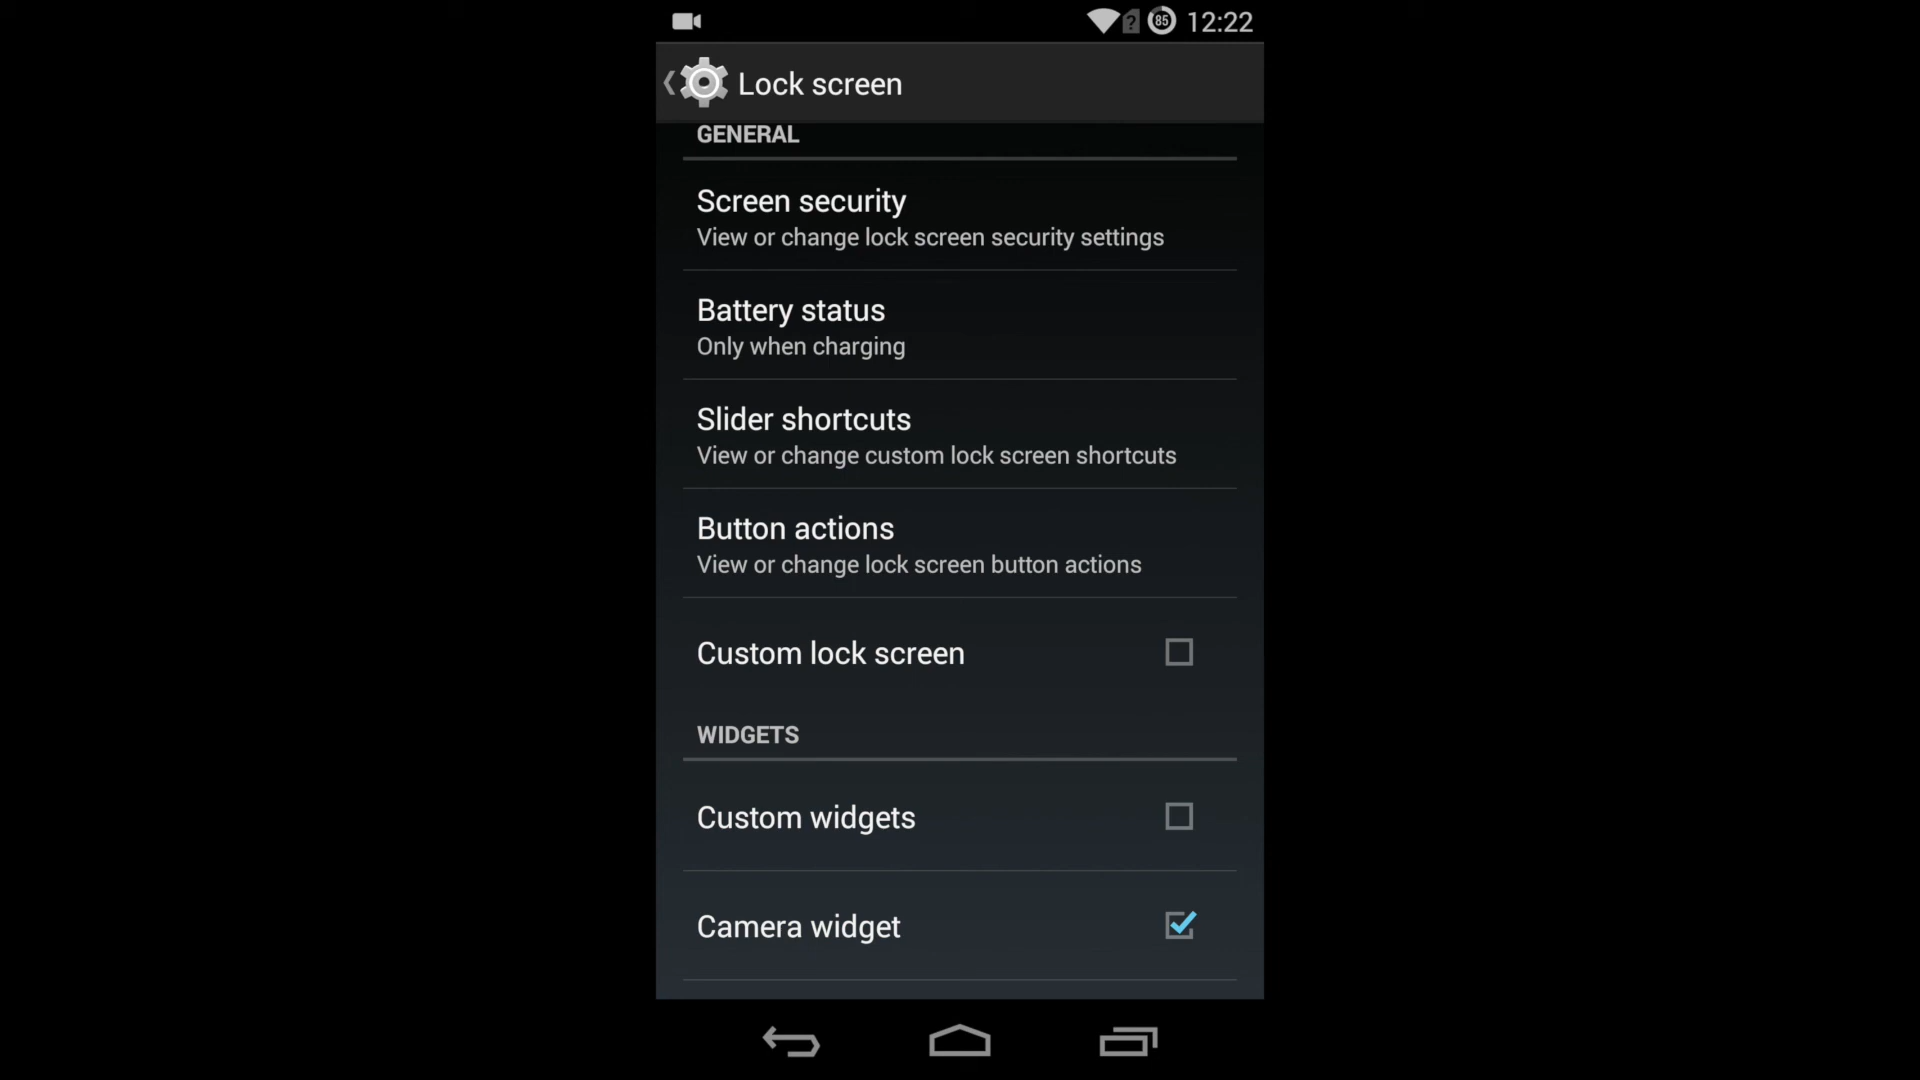 85 12:22
Lock screen
GENERAL
Screen security
View or change lock screen security settings
Battery status
Only when charging
Slider shortcuts
View or change custom lock screen shortcuts
Button actions
View or change lock screen button actions
Custom lock screen
WIDGETS
Custom widgets
Camera widget